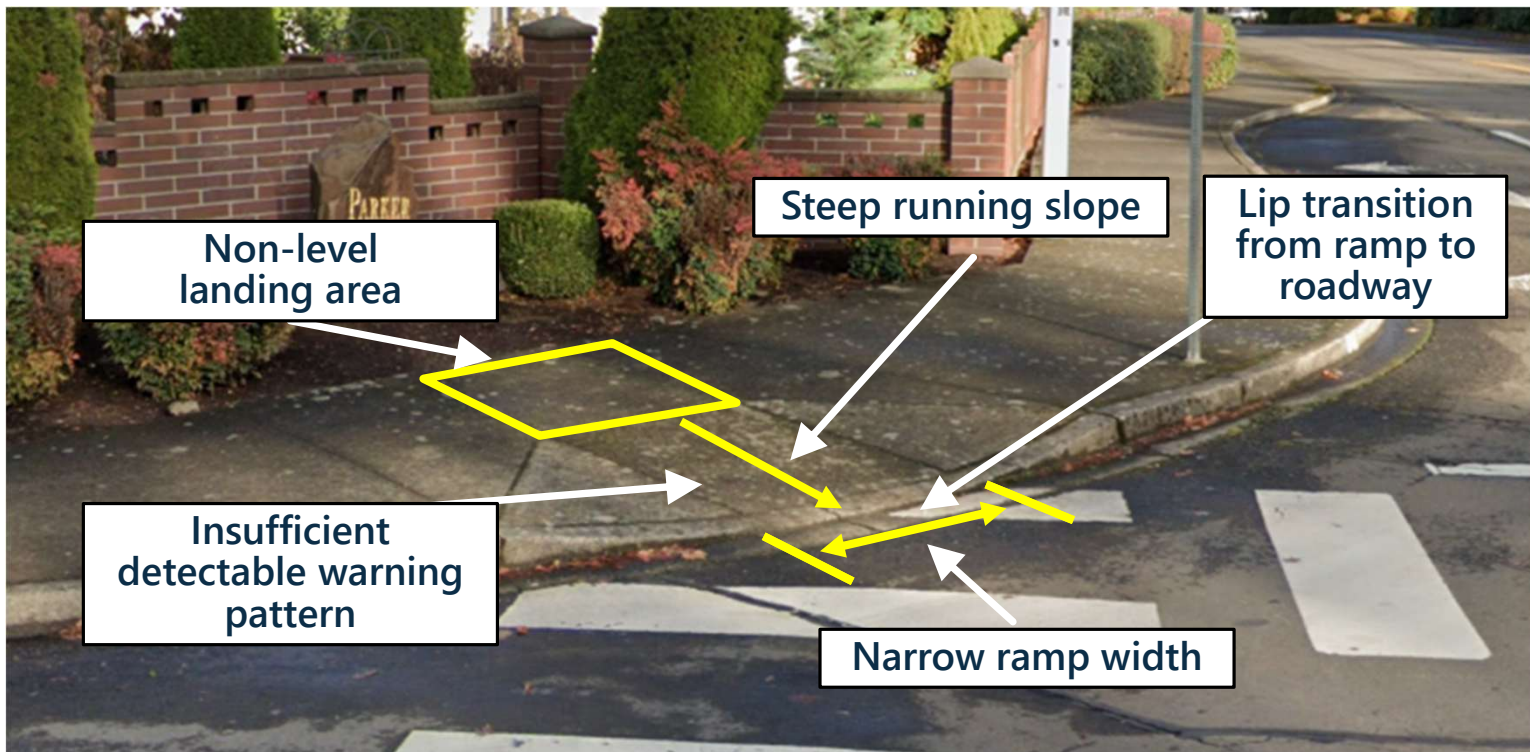 PARKER
Steep running slope
Lip transition
from ramp to
roadway
Non-level
landing area
Insufficient
detectable warning
pattern
Narrow ramp width